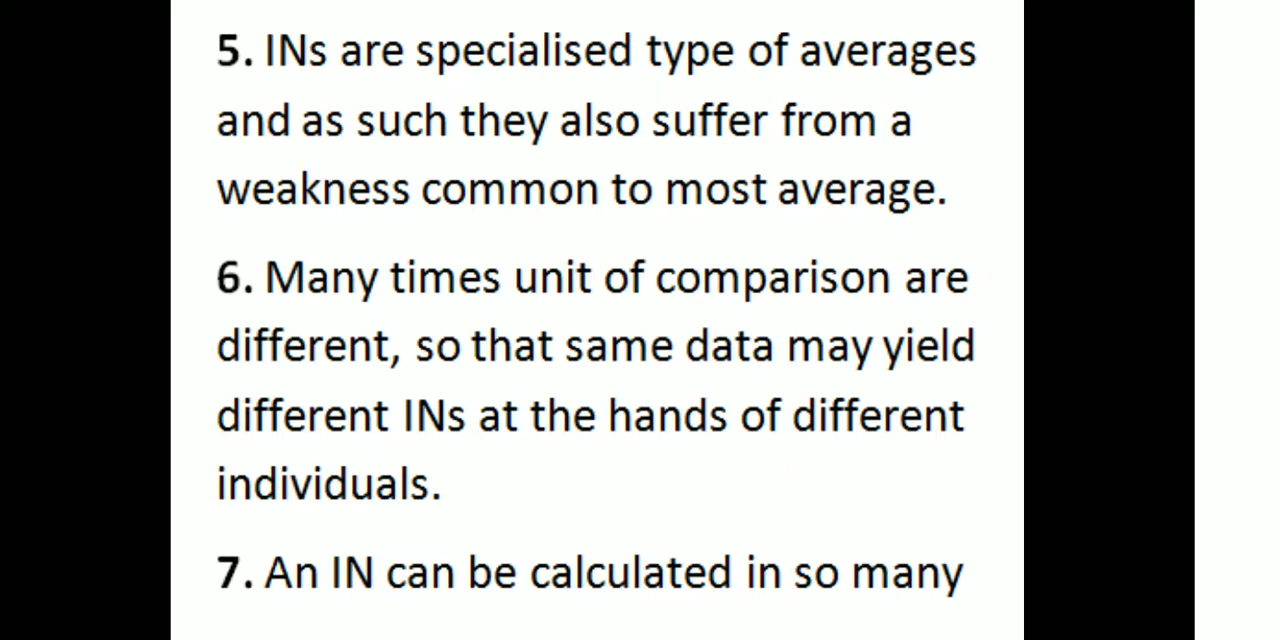 5. INs are specialised type of averages
and as such they also suffer from a
weakness common to most average.
6. Many times unit of comparison are
different, so that same data may yield
different INs at the hands of different
individuals.
7. An IN can be calculated in so many